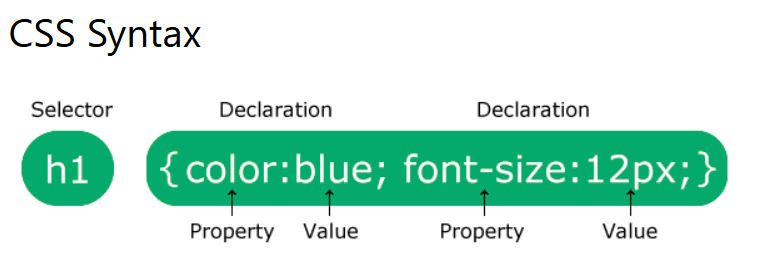 CSS Syntax
Selector Declaration Declaration
h1 {color:blue; font-size:12px;}
Property Value Property Value